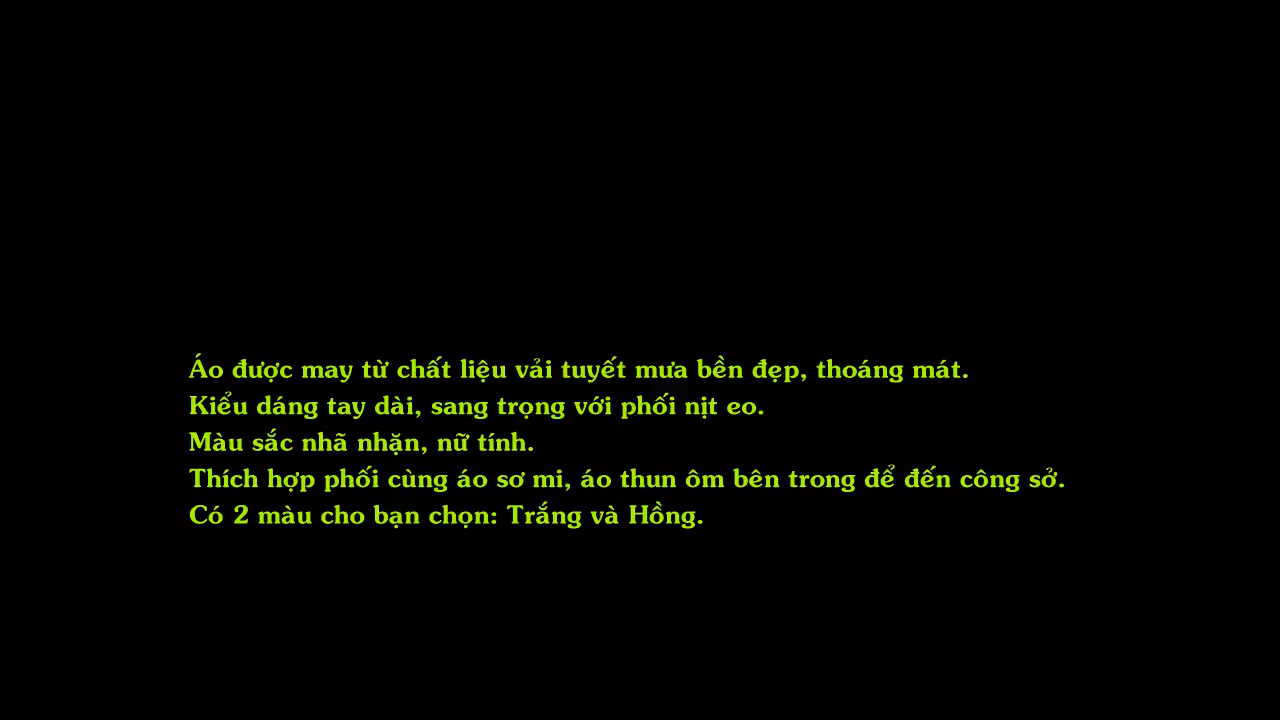 Áo được may từ chất liệu vải tuyết mưa bền đẹp, thoáng mát.
Kiểu dáng tay dài, sang trọng với phối nịt eo.
Màu sắc nhã nhặn, nữ tính.
Thích hợp phối cùng áo sơ mi, áo thun ôm bên trong để đến công sở.
Có 2 màu cho bạn chọn: Trắng và Hồng.